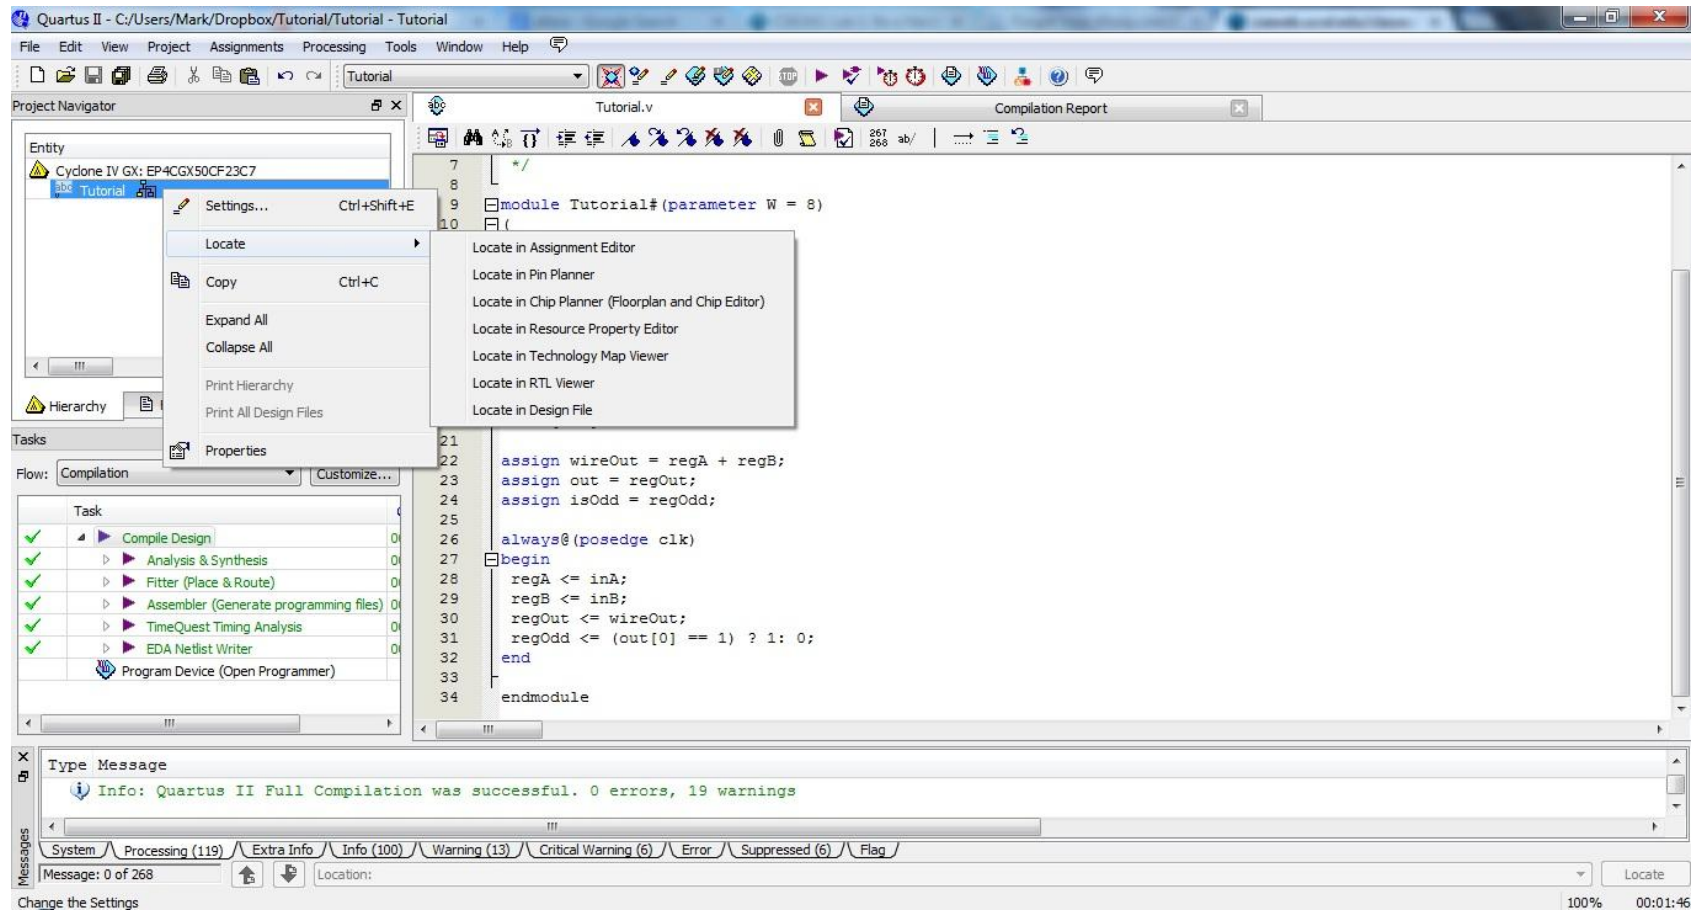 Quartus II - C:/Users/Mark/Dropbox/Tutorial/Tutorial - Tutorial
File Edit View Project Assignments Processing Tools Window Help
Tutorial
Project Navigator
Tutorial.v
Compilation Report
Entity
Cyclone IV GX: EP4CGX50CF23C7
Tutorial
Hierarchy
Settings... Ctrl+Shift+E
Locate
Copy Ctrl+C
Expand All
Collapse All
Print Hierarchy
Print All Design Files
Properties
Locate in Assignment Editor
Locate in Pin Planner
Locate in Chip Planner (Floorplan and Chip Editor)
Locate in Resource Property Editor
Locate in Technology Map Viewer
Locate in RTL Viewer
Locate in Design File
267
268
ab/
7 */
8
9 module Tutorial#(parameter W = 8)
10 (
21
22 assign wireOut = regA + regB;
23 assign out = regOut;
24 assign isOdd = regOdd;
25
26 always@(posedge clk)
27 begin
28 regA <= inA;
29 regB <= inB;
30 regOut <= wireOut;
31 regOdd <= (out[0] == 1) ? 1: 0;
32 end
33
34 endmodule
Tasks
Flow: Compilation Customize...
Task
Compile Design
Analysis & Synthesis
Fitter (Place & Route)
Assembler (Generate programming files)
TimeQuest Timing Analysis
EDA Netlist Writer
Program Device (Open Programmer)
Messages
Type Message
Info: Quartus II Full Compilation was successful. 0 errors, 19 warnings
System Processing (119) Extra Info Info (100) Warning (13) Critical Warning (6) Error Suppressed (6) Flag
Message: 0 of 268 Location: Locate
Change the Settings 100% 00:01:46